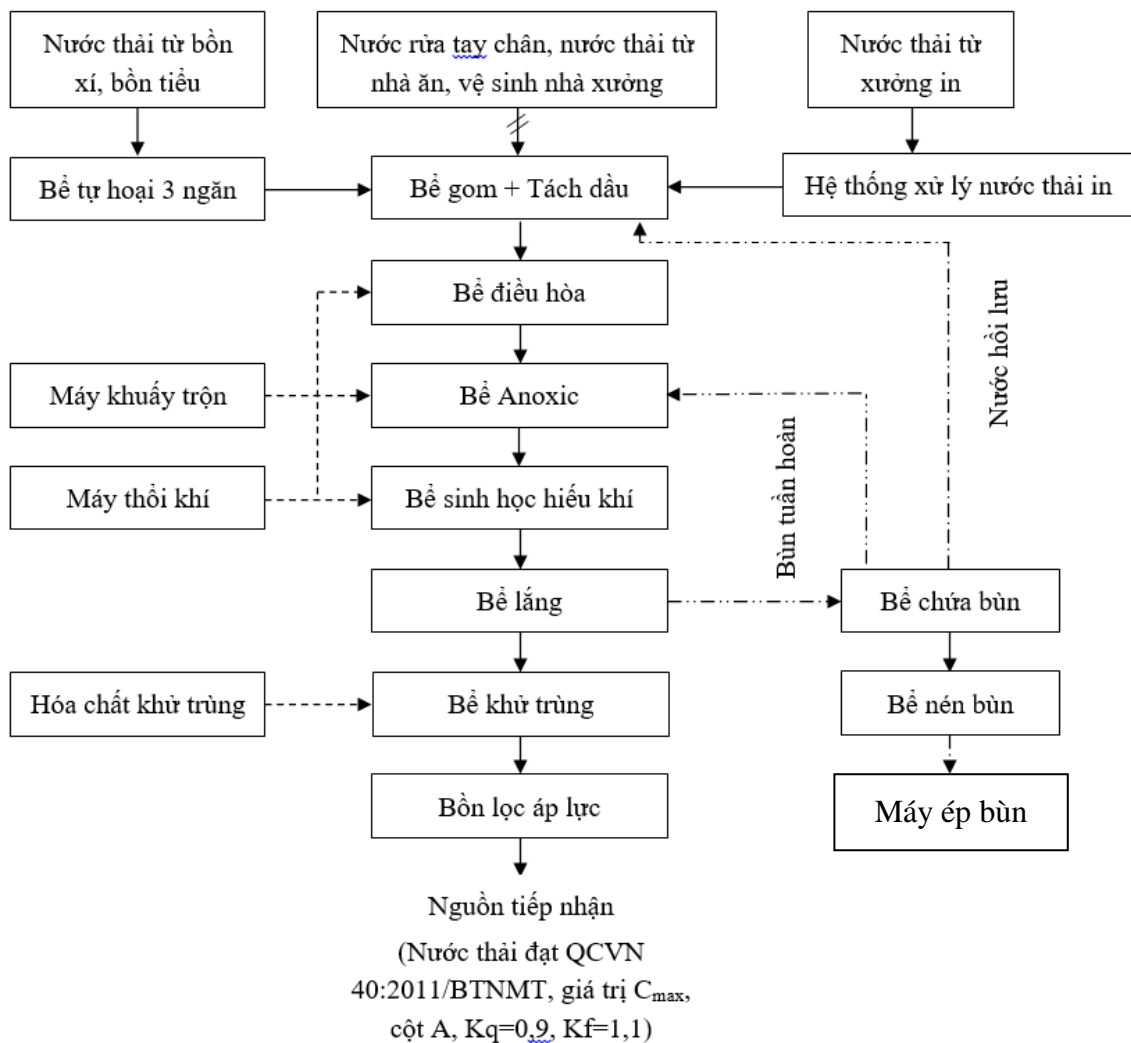 Nước thải từ bồn
xí, bồn tiểu
Nước rửa tay chân, nước thải từ
nhà ăn, vệ sinh nhà xưởng
Nước thải từ
xưởng in
Bể tự hoại 3 ngăn
Bể gom + Tách dầu
Hệ thống xử lý nước thải in
Bể điều hòa
Nước hồi lưu
Máy khuấy trộn
Bể Anoxic
Máy thổi khí
Bể sinh học hiếu khí
Bùn tuần hoàn
Bể lắng
Bể chứa bùn
Hóa chất khử trùng
Bể khử trùng
Bể nén bùn
Bồn lọc áp lực
Máy ép bùn
Nguồn tiếp nhận
(Nước thải đạt QCVN
40:2011/BTNMT, giá trị Cmax,
cột A, Kq=0,9, Kf=1,1)